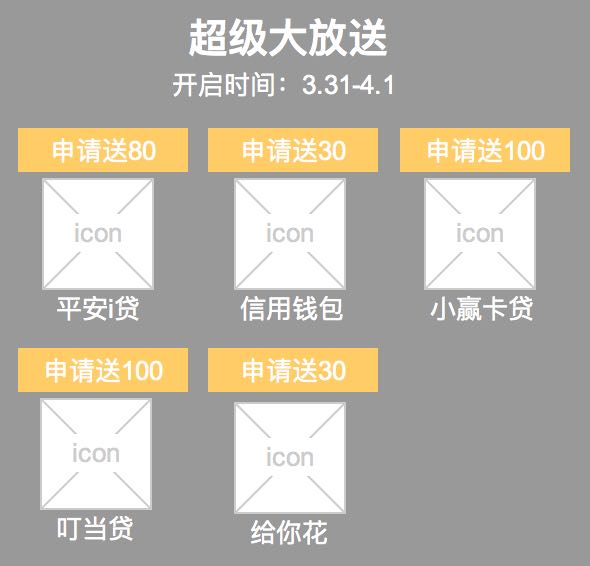 超级大放送
开启时间：3.31-4.1
申请送80 申请送30 申请送100
icon icon icon
平安i贷 信用钱包 小赢卡贷
申请送100 申请送30
icon icon
叮当贷 给你花